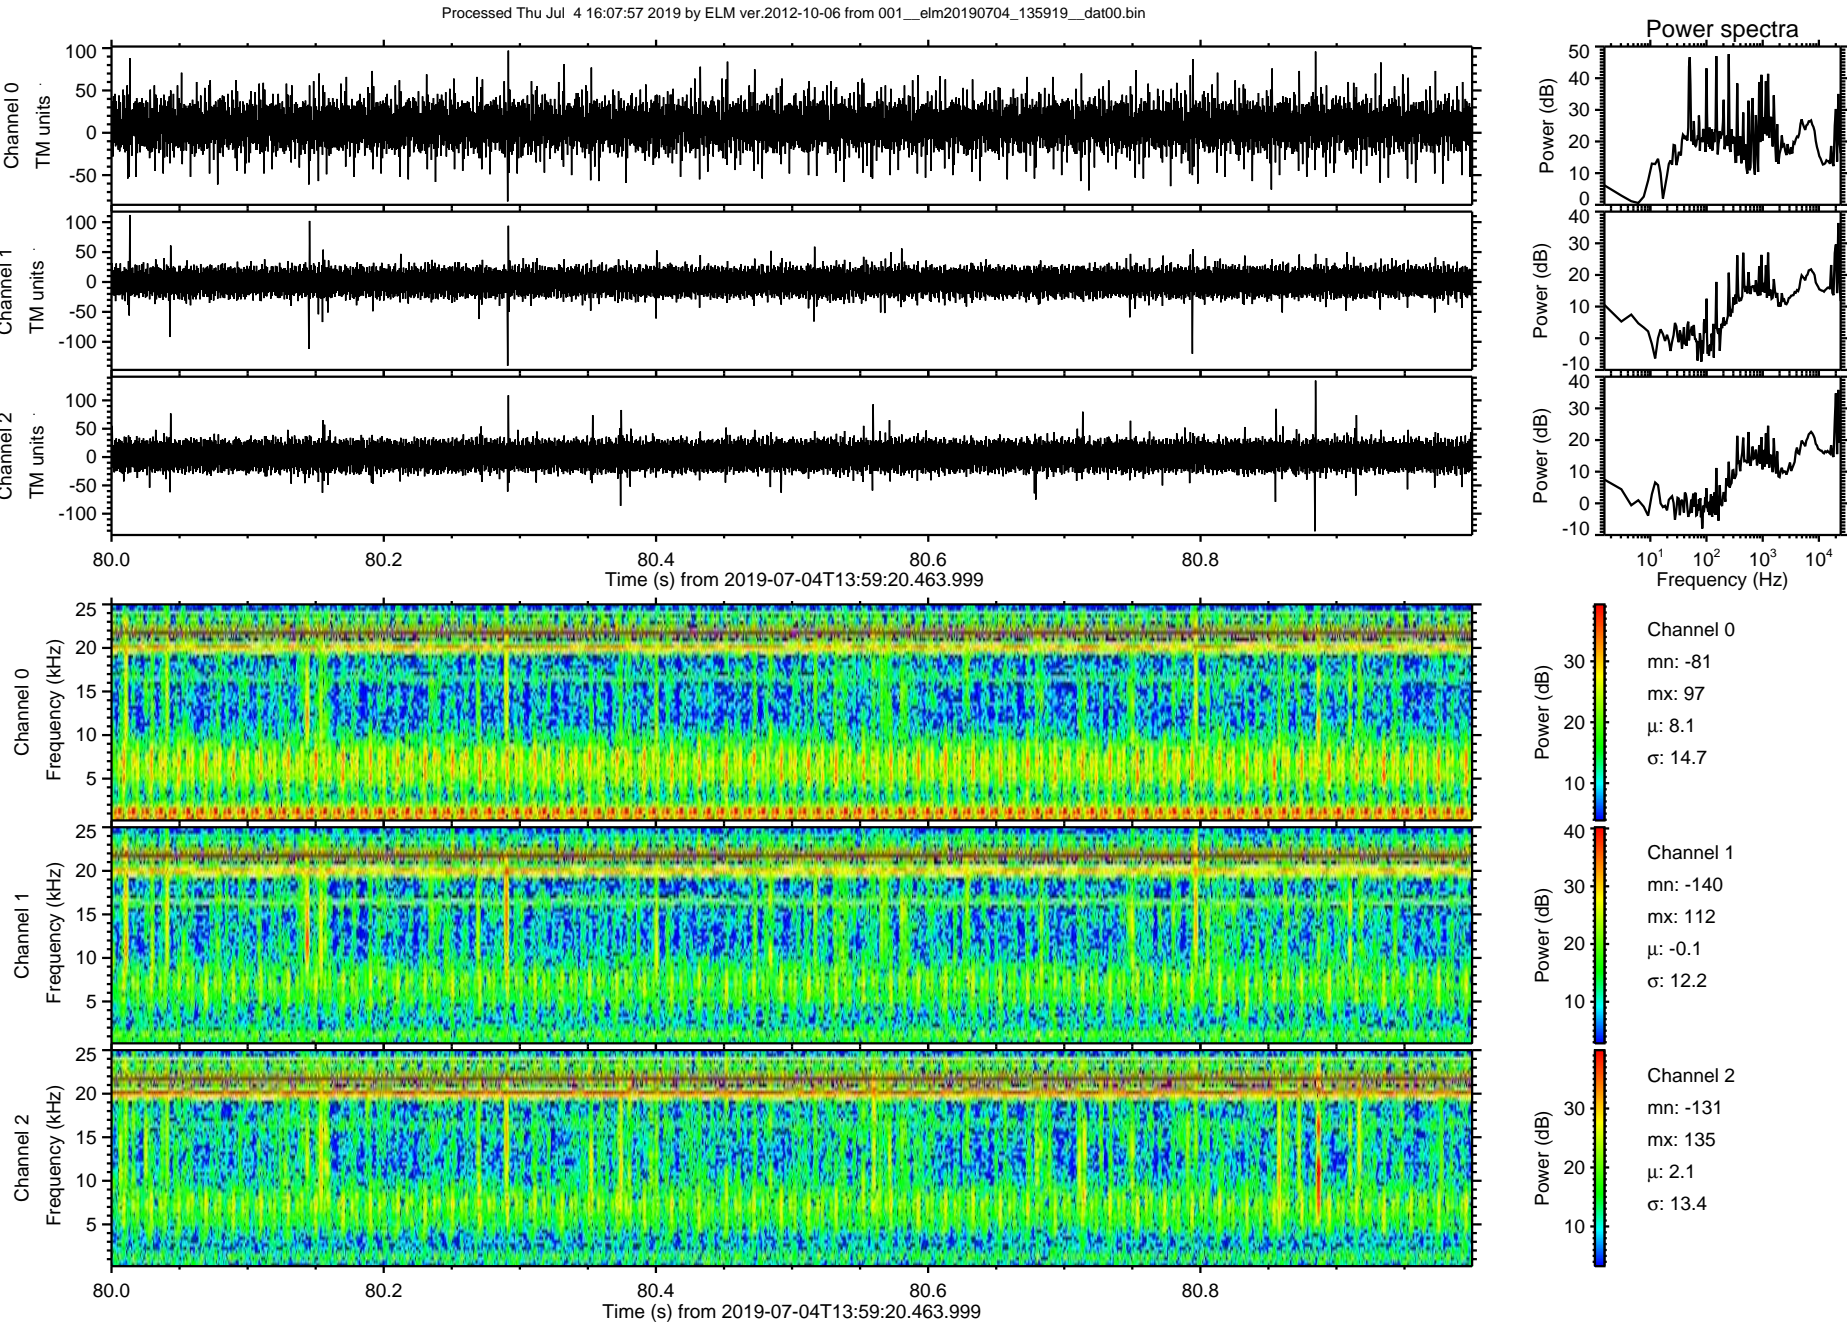 Processed Thu Jul  4 16:07:57 2019 by ELM ver.2012-10-06 from 001__elm20190704_135919__dat00.bin
Power spectra
Channel 0
TM units
100
50
0
-50
Power (dB)
50
40
30
20
10
0
Channel 1
TM units
100
50
0
-50
-100
Power (dB)
40
30
20
10
0
-10
Channel 2
TM units
100
50
0
-50
-100
Power (dB)
40
30
20
10
0
-10
80.0 80.2 80.4 80.6 80.8
Time (s) from 2019-07-04T13:59:20.463.999
10¹ 10² 10³ 10⁴
Frequency (Hz)
Channel 0
Frequency (kHz)
25
20
15
10
5
Power (dB)
30
20
10
Channel 0
mn: -81
mx: 97
μ: 8.1
σ: 14.7
Channel 1
Frequency (kHz)
25
20
15
10
5
Power (dB)
40
30
20
10
Channel 1
mn: -140
mx: 112
μ: -0.1
σ: 12.2
Channel 2
Frequency (kHz)
25
20
15
10
5
Power (dB)
30
20
10
Channel 2
mn: -131
mx: 135
μ: 2.1
σ: 13.4
80.0 80.2 80.4 80.6 80.8
Time (s) from 2019-07-04T13:59:20.463.999